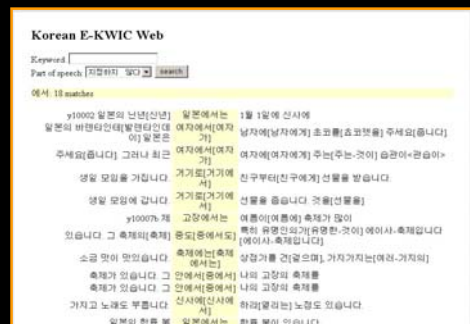 Korean E-KWIC Web
Keyword
Part of speech 지정하지 않다 search
에서: 18 matches
y10002 일본의 신년[신년] 일본에서는 1월 1일에 신사에
일본의 바렌타인데[발렌타인데이] 일본은 여자에서[여자가] 남자에[남자에게] 초코를[쵸코렛을] 주세요[줍니다].
주세요[줍니다]. 그러나 최근 여자에서[여자가] 여자에[여자에게] 주는[주는-것이] 습관이<관습이>
생일 모임을 가집니다. 거기로[거기에서] 친구부터[친구에게] 선물을 받습니다.
생일 모임에 갑니다. 거기로[거기에서] 선물을 줍니다. 것을[선물을]
y10007b 제 고장에서는 여름이[여름에] 축제가 많이
있습니다. 그 축제의[축제] 중도[중에서도] 특히 유명인의가[유명한-것이] 에이사-축제입니다[에이사-축제입니다]
소금 맛이 맛있습니다. 축제에는[축제에서는] 상점가를 건[걸으며], 가지가지는[여러-가지의]
축제가 있습니다. 그 안에서[중에서] 나의 고장의 축제를
축제가 있습니다. 그 안에서[중에서] 나의 고장의 축제를
가지고 노래도 부릅니다. 신사에[신사에서] 하리[열리는] 노점도 있습니다.
일본의 학률 불 일본에서는 학률 불이 있습니다.